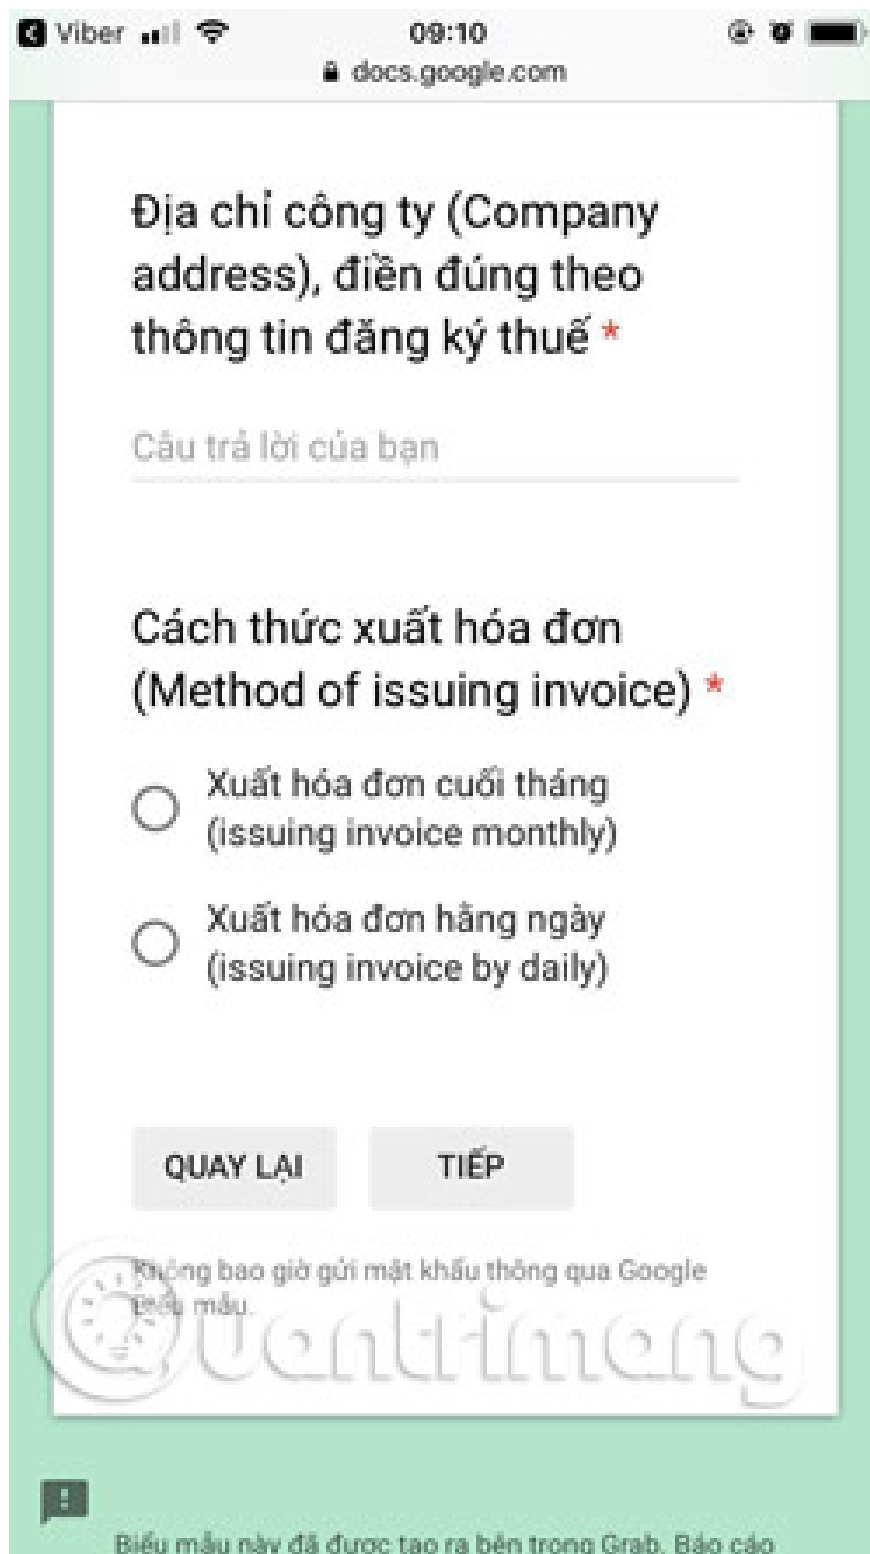 Viber 09:10
docs.google.com
Địa chỉ công ty (Company
address), điền đúng theo
thông tin đăng ký thuế *
Câu trả lời của bạn
Cách thức xuất hóa đơn
(Method of issuing invoice) *
Xuất hóa đơn cuối tháng
(issuing invoice monthly)
Xuất hóa đơn hằng ngày
(issuing invoice by daily)
QUAY LẠI TIẾP
Không bao giờ gửi mật khẩu thông qua Google
biểu mẫu.
Quantrimang
Biểu mẫu này đã được tạo ra bên trong Grab. Báo cáo